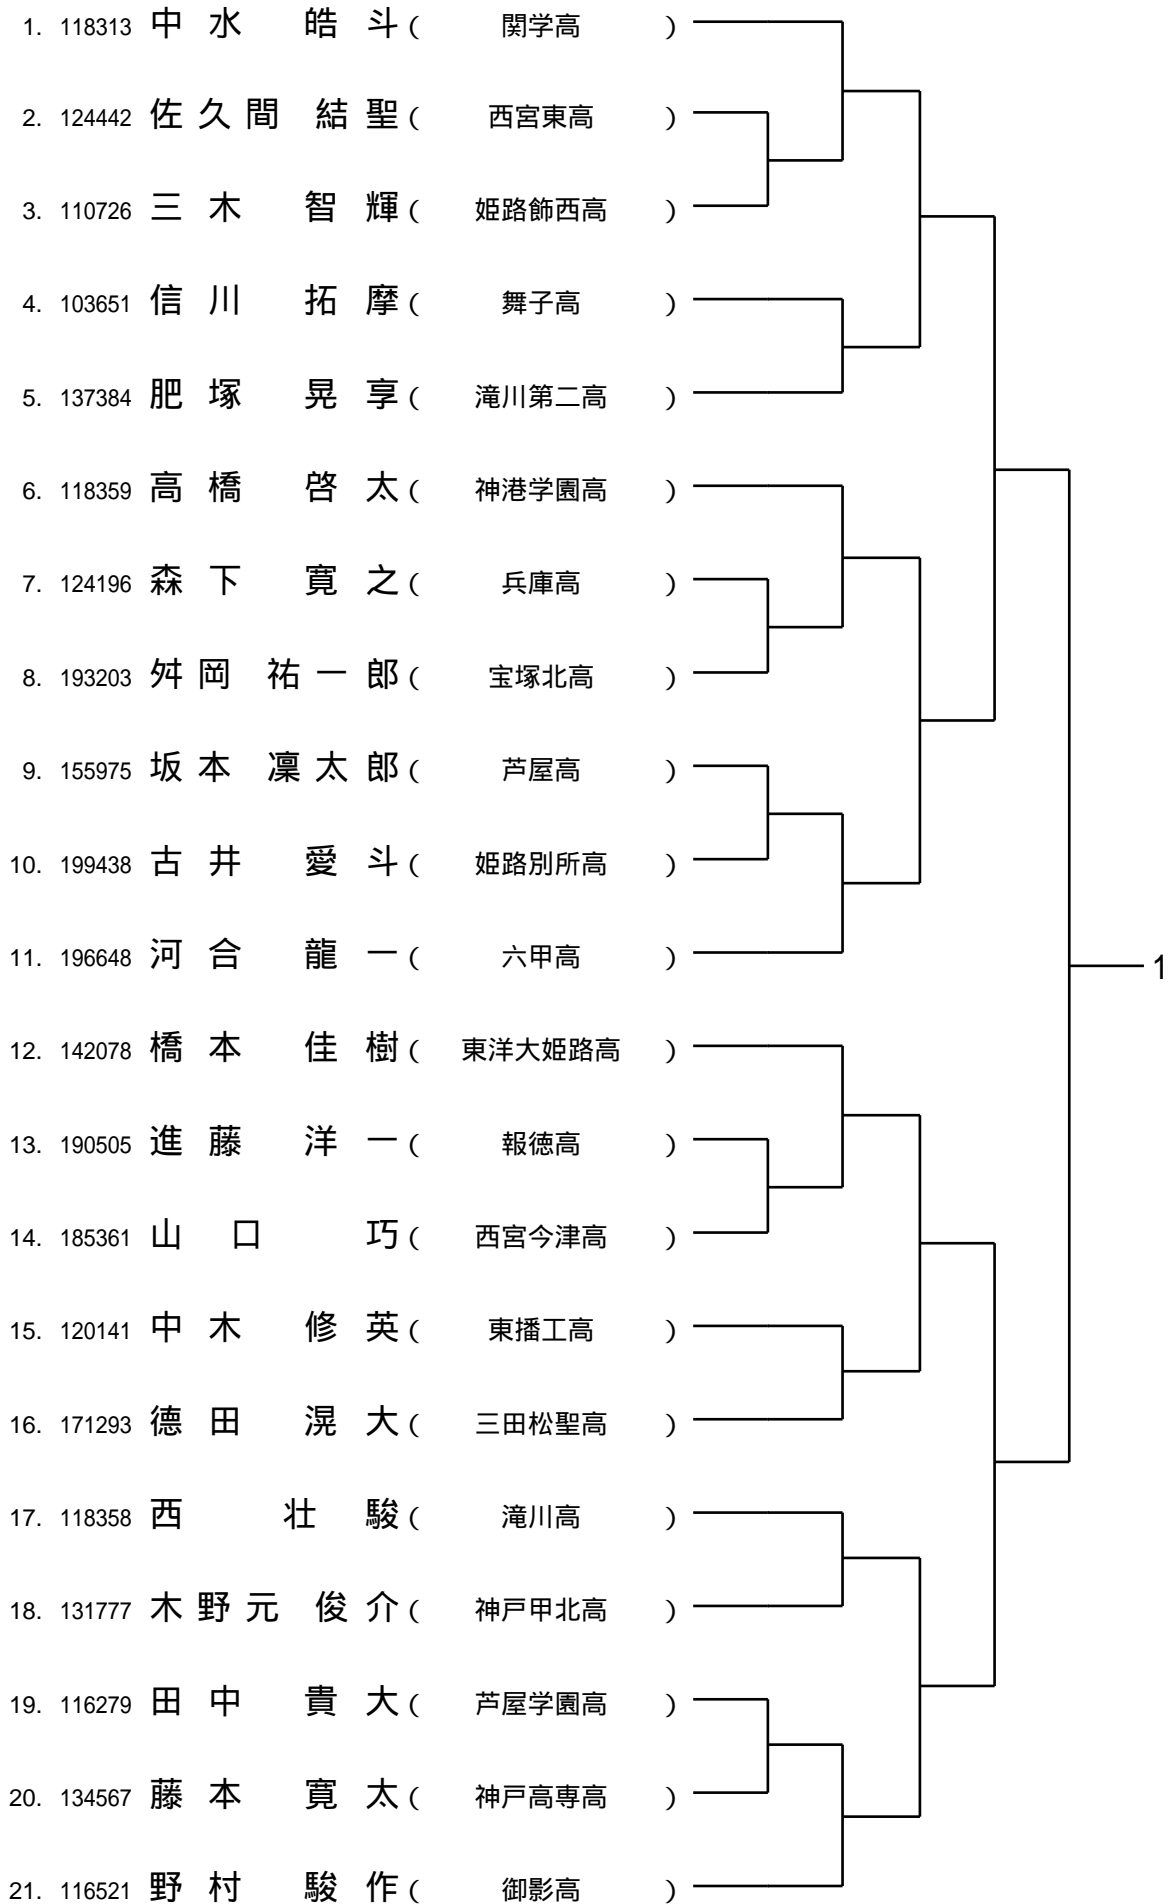 1. 118313 中水 皓斗 ( 関学高 )
2. 124442 佐久間 結聖 ( 西宮東高 )
3. 110726 三木 智輝 ( 姫路飾西高 )
4. 103651 信川 拓摩 ( 舞子高 )
5. 137384 肥塚 晃享 ( 滝川第二高 )
6. 118359 高橋 啓太 ( 神港学園高 )
7. 124196 森下 寛之 ( 兵庫高 )
8. 193203 舛岡 祐一郎 ( 宝塚北高 )
9. 155975 坂本 凜太郎 ( 芦屋高 )
10. 199438 古井 愛斗 ( 姫路別所高 )
11. 196648 河合 龍一 ( 六甲高 )
1
12. 142078 橋本 佳樹 ( 東洋大姫路高 )
13. 190505 進藤 洋一 ( 報徳高 )
14. 185361 山口 巧 ( 西宮今津高 )
15. 120141 中木 修英 ( 東播工高 )
16. 171293 德田 滉大 ( 三田松聖高 )
17. 118358 西 壮駿 ( 滝川高 )
18. 131777 木野元 俊介 ( 神戸甲北高 )
19. 116279 田中 貴大 ( 芦屋学園高 )
20. 134567 藤本 寛太 ( 神戸高専高 )
21. 116521 野村 駿作 ( 御影高 )